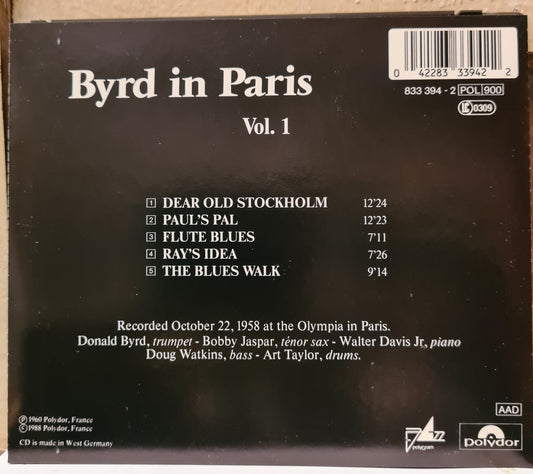 Byrd in Paris
Vol. 1
0 42283 33942 2
833 394 - 2 POL 900
LC 0309
1 DEAR OLD STOCKHOLM 12'24
2 PAUL'S PAL 12'23
3 FLUTE BLUES 7'11
4 RAY'S IDEA 7'26
5 THE BLUES WALK 9'14
Recorded October 22, 1958 at the Olympia in Paris.
Donald Byrd, trumpet - Bobby Jaspar, ténor sax - Walter Davis Jr, piano
Doug Watkins, bass - Art Taylor, drums.
AAD
Ⓟ 1960 Polydor, France
© 1988 Polydor, France
CD is made in West Germany
JAZZ
polygram
polydor